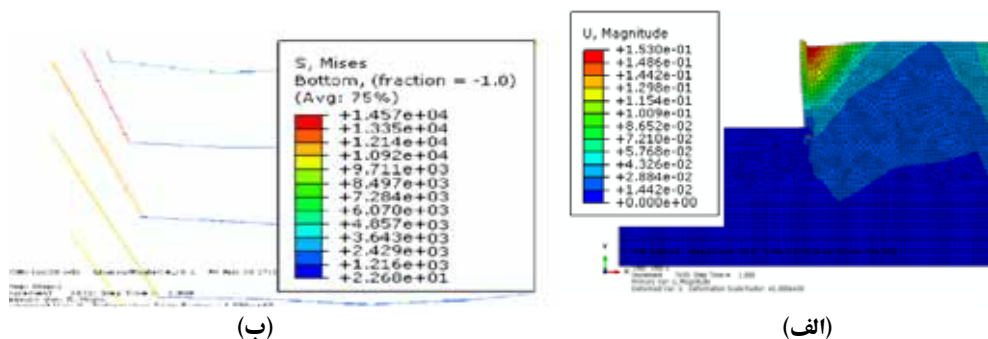 S, Mises
Bottom, (fraction = -1.0)
(Avg: 75%)
+1.457e+04
+1.335e+04
+1.214e+04
+1.092e+04
+9.711e+03
+8.497e+03
+7.284e+03
+6.070e+03
+4.857e+03
+3.643e+03
+2.429e+03
+1.216e+03
+2.260e+01
(ب)
U, Magnitude
+1.530e-01
+1.486e-01
+1.442e-01
+1.298e-01
+1.154e-01
+1.009e-01
+8.652e-02
+7.210e-02
+5.768e-02
+4.326e-02
+2.884e-02
+1.442e-02
+0.000e+00
Y
(الف)